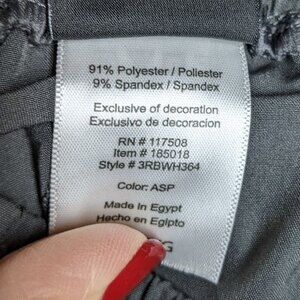 91% Polyester / Poliester
9% Spandex / Spandex
Exclusive of decoration
Exclusivo de decoracion
RN # 117508
Item # 185018
Style # 3RBWH364
Color: ASP
Made in Egypt
Hecho en Egipto